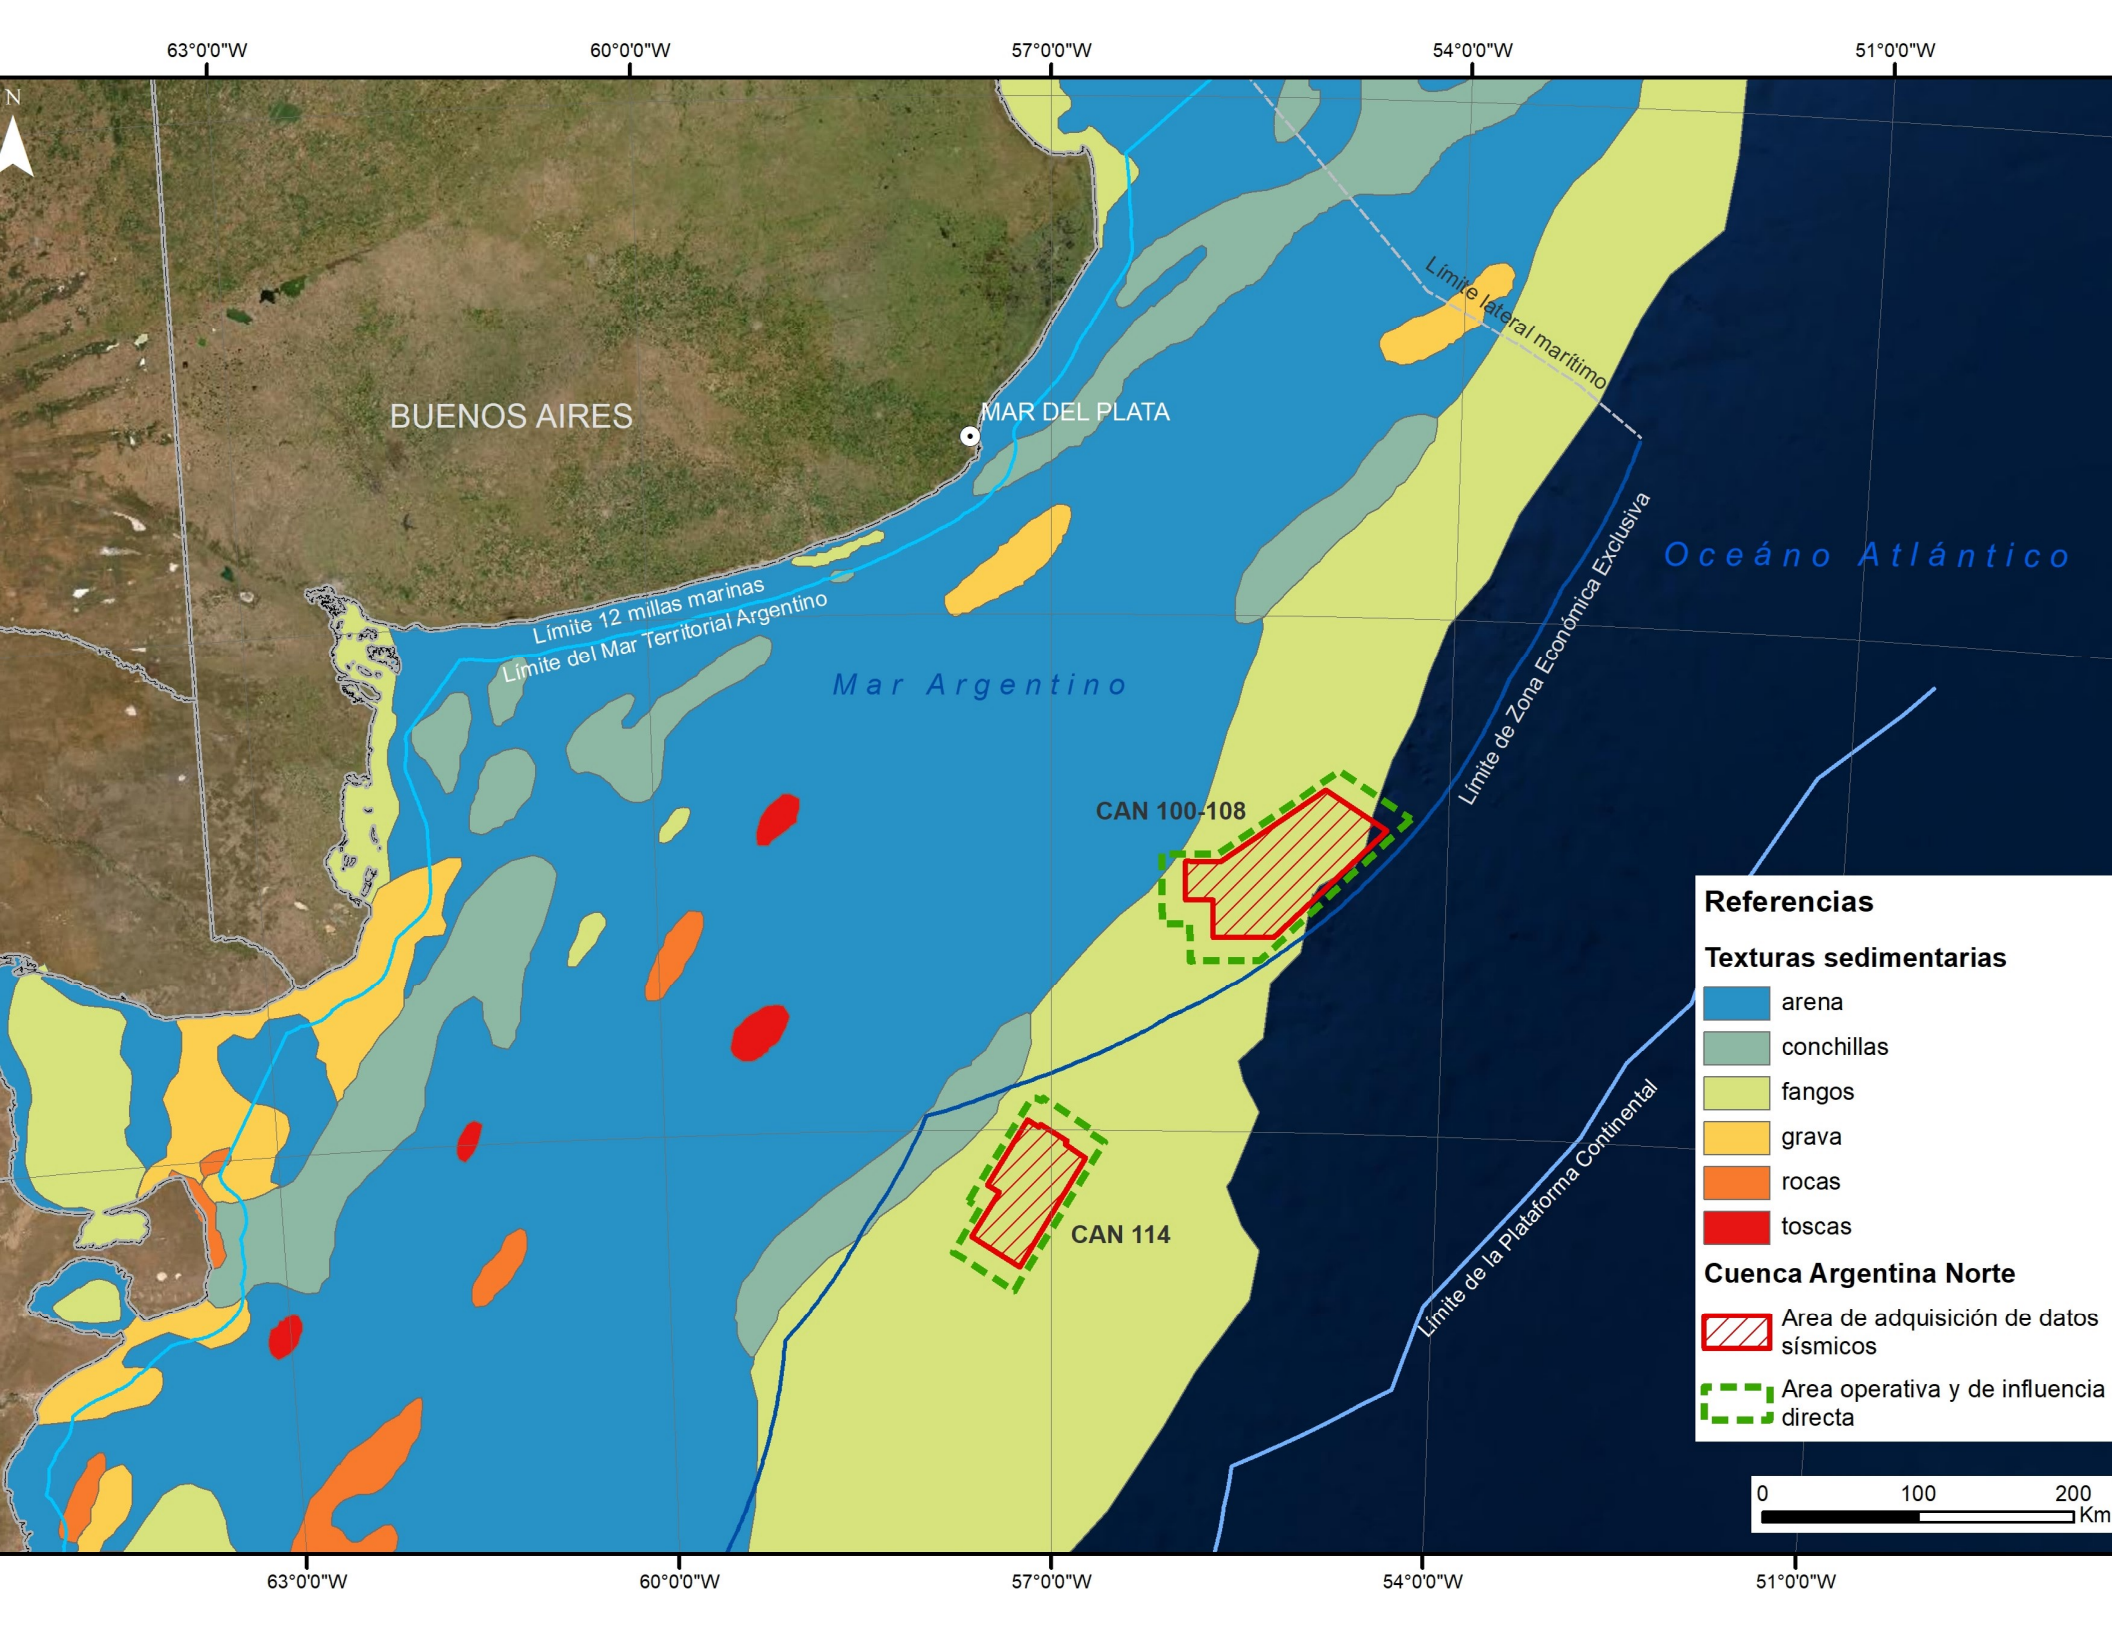 63°0'0"W
60°0'0"W
57°0'0"W
54°0'0"W
51°0'0"W
N
Límite lateral marítimo
MAR DEL PLATA
BUENOS AIRES
Límite de Zona Económica Exclusiva
Oceáno Atlántico
Límite 12 millas marinas
Límite del Mar Territorial Argentino
Mar Argentino
CAN 100-108
CAN 114
Límite de la Plataforma Continental
Referencias
Texturas sedimentarias
arena
conchillas
fangos
grava
rocas
toscas
Cuenca Argentina Norte
Area de adquisición de datos
sísmicos
Area operativa y de influencia
directa
0
100
200
Km
63°0'0"W
60°0'0"W
57°0'0"W
54°0'0"W
51°0'0"W